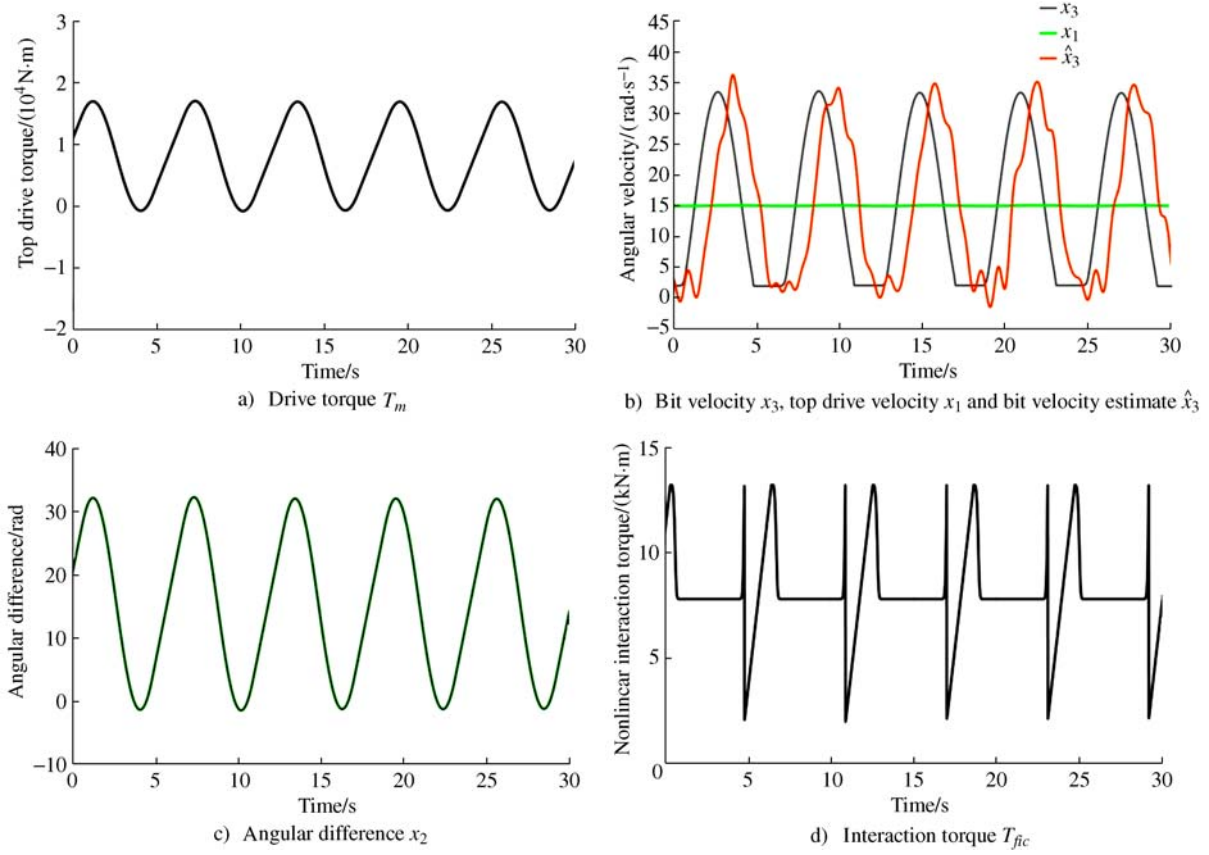 Top drive torque/(10⁴ N·m)
3
2
1
0
−1
−2
0 5 10 15 20 25 30
Time/s
a) Drive torque Tₘ
x₃
x₁
x̂₃
Angular velocity/(rad·s⁻¹)
45
40
35
30
25
20
15
10
5
0
−5
0 5 10 15 20 25 30
Time/s
b) Bit velocity x₃, top drive velocity x₁ and bit velocity estimate x̂₃
Angular difference/rad
40
30
20
10
0
−10
0 5 10 15 20 25 30
Time/s
c) Angular difference x₂
Nonlincar interaction torque/(kN·m)
15
10
5
0
5 10 15 20 25 30
Time/s
d) Interaction torque T_fic